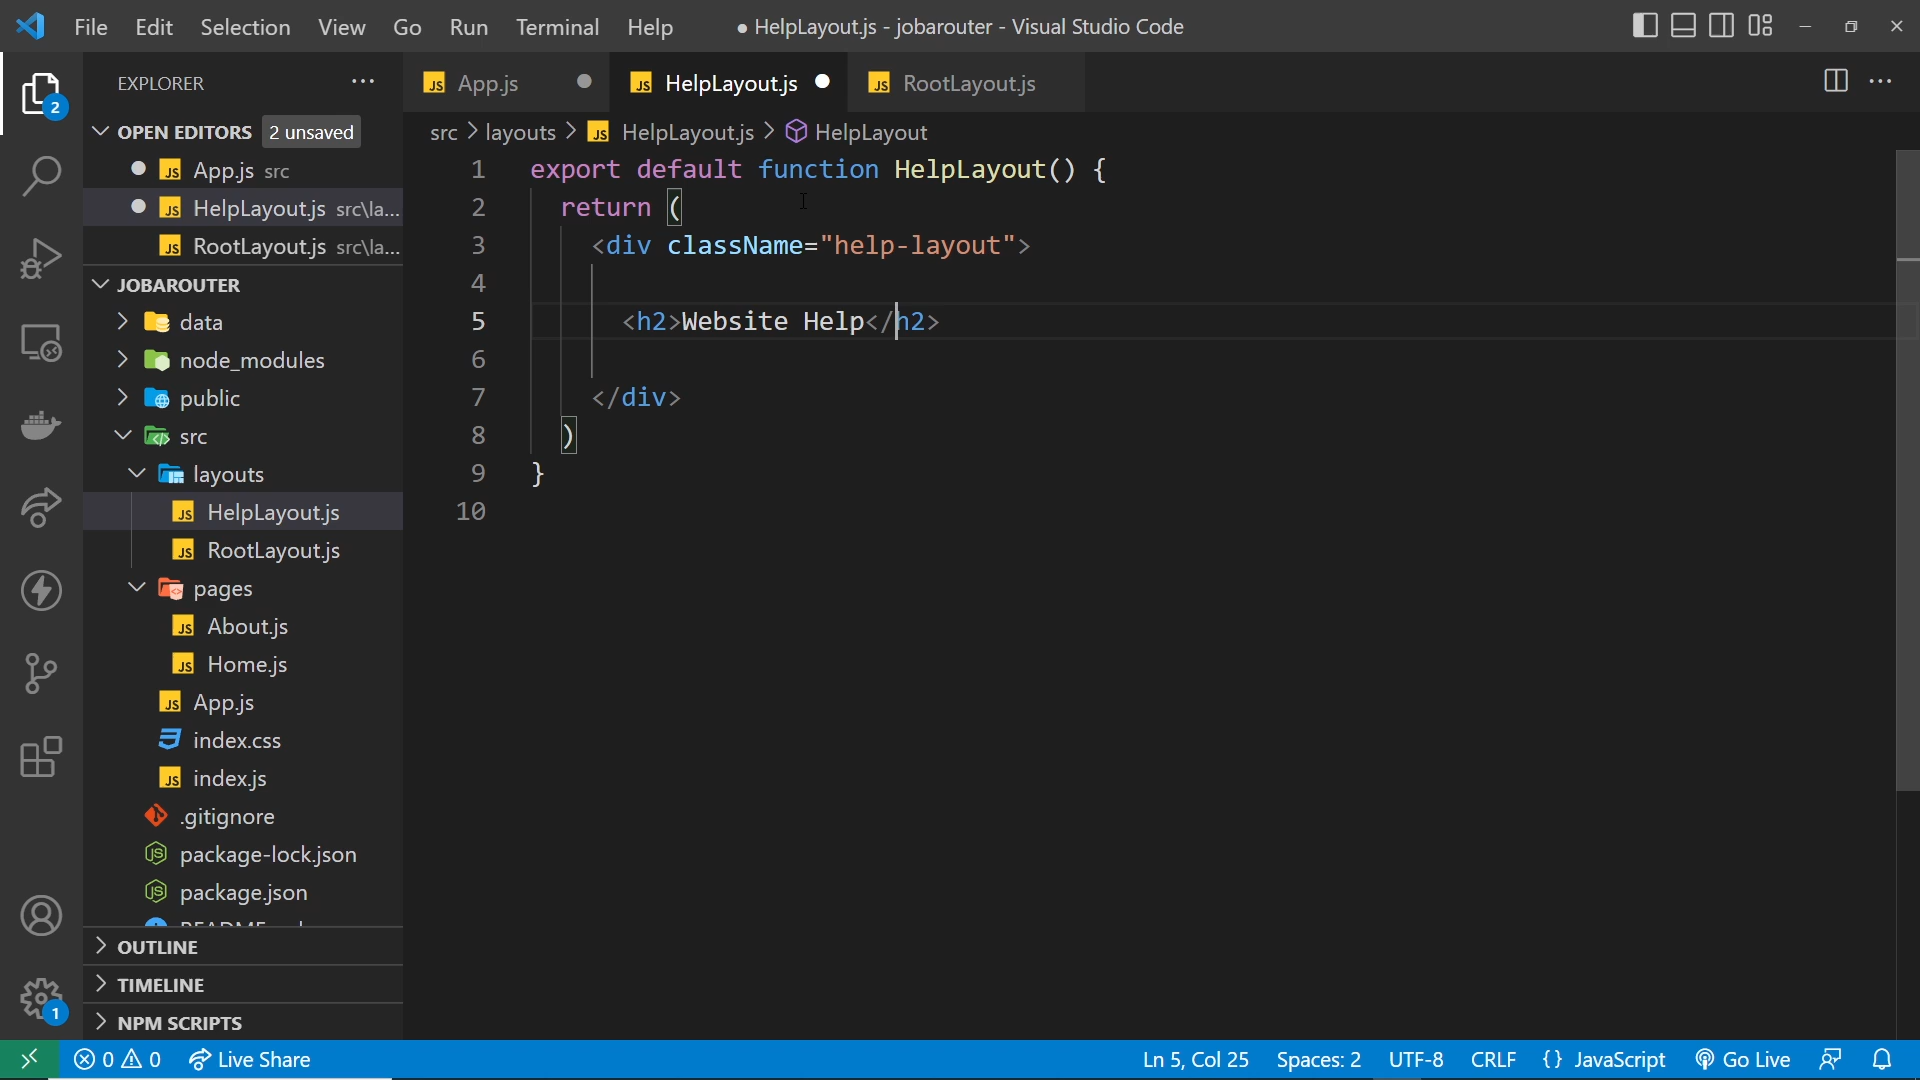 File Edit Selection View Go Run Terminal Help ● HelpLayout.js - jobarouter - Visual Studio Code
EXPLORER ···
App.js HelpLayout.js RootLayout.js
OPEN EDITORS 2 unsaved
src > layouts > HelpLayout.js > HelpLayout
App.js src
HelpLayout.js src\la...
RootLayout.js src\la...
JOBAROUTER
data
node_modules
public
src
layouts
HelpLayout.js
RootLayout.js
pages
About.js
Home.js
App.js
index.css
index.js
.gitignore
package-lock.json
package.json
OUTLINE
TIMELINE
NPM SCRIPTS
1 export default function HelpLayout() {
2 return (
3 <div className="help-layout">
4
5 <h2>Website Help</h2>
6
7 </div>
8 )
9 }
10
2
1
0 0 Live Share Ln 5, Col 25 Spaces: 2 UTF-8 CRLF {} JavaScript Go Live